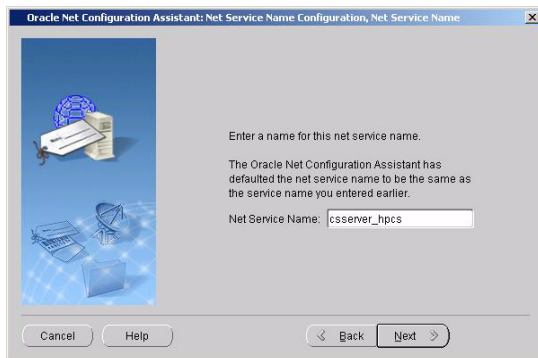 Oracle Net Configuration Assistant: Net Service Name Configuration, Net Service Name
Enter a name for this net service name.
The Oracle Net Configuration Assistant has
defaulted the net service name to be the same as
the service name you entered earlier.
Net Service Name: csserver_hpcs
Cancel Help Back Next